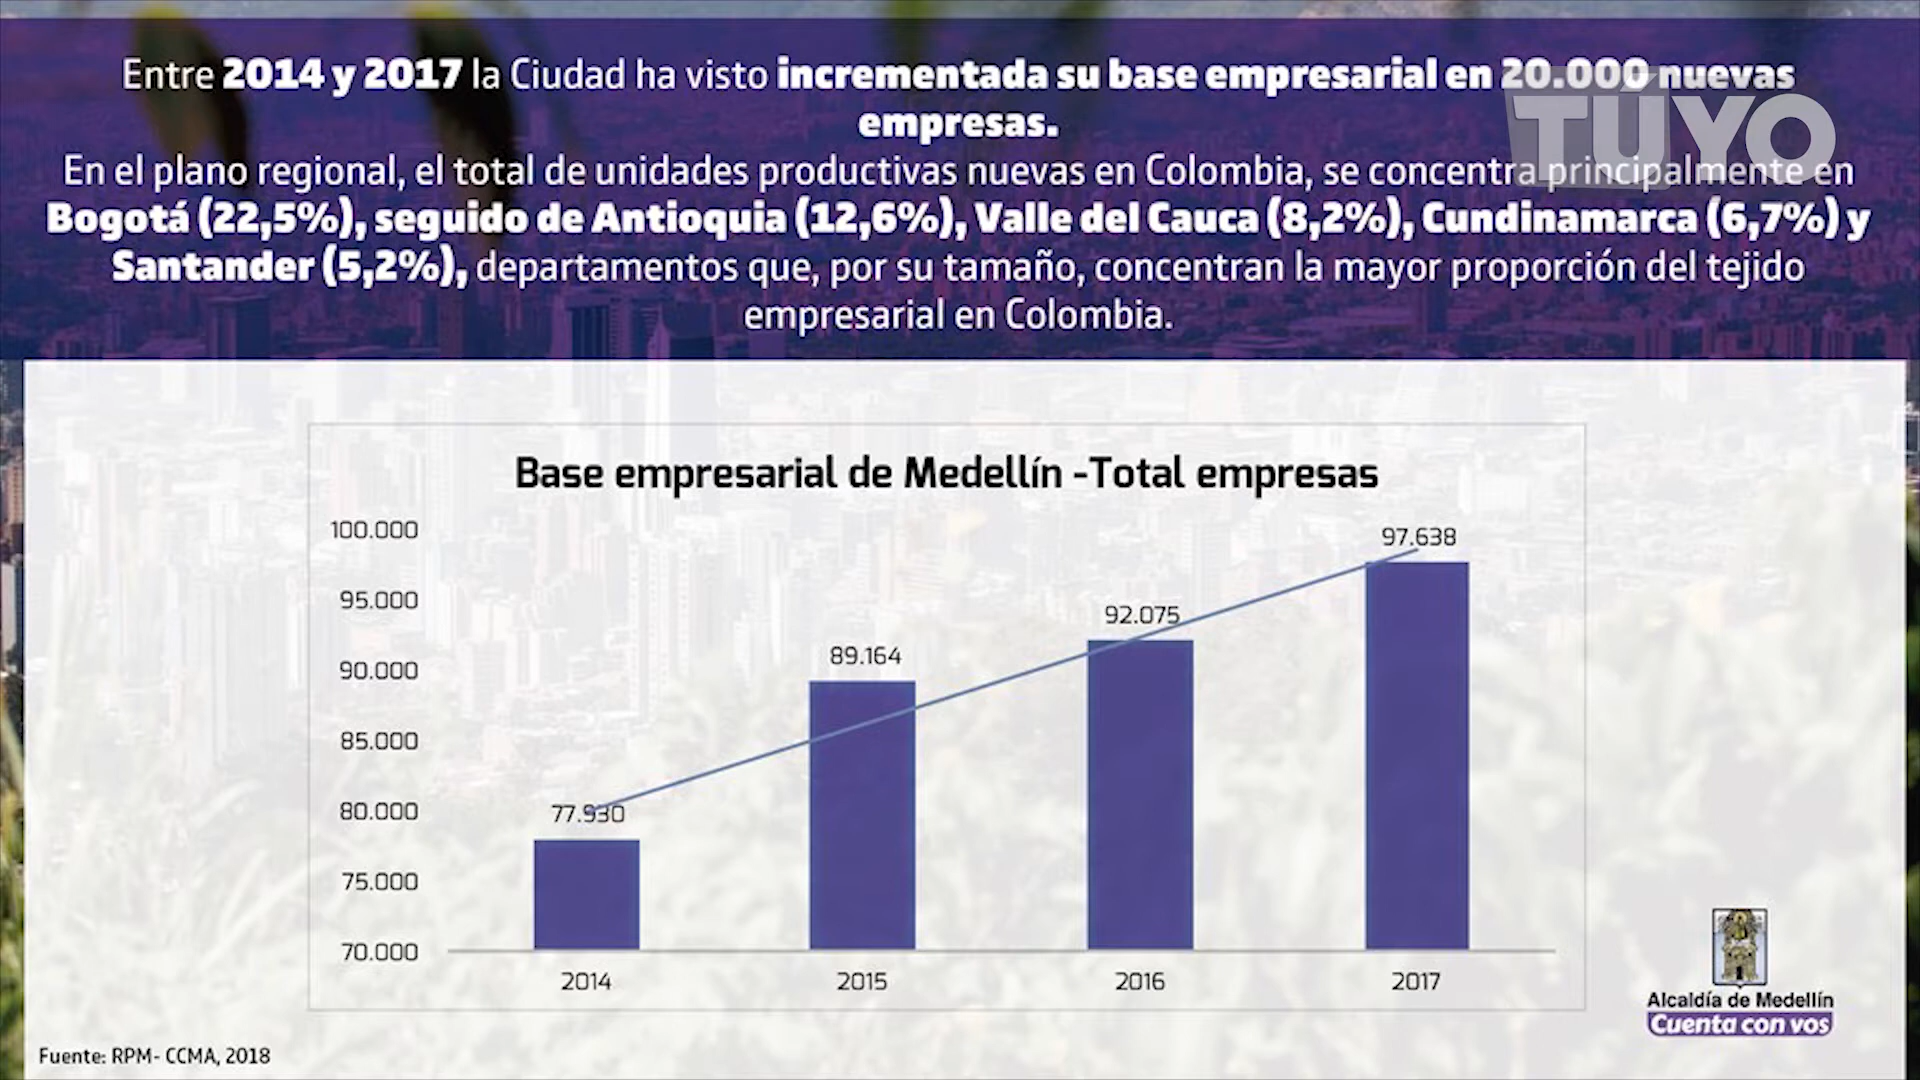 Entre 2014 y 2017 la Ciudad ha visto incrementada su base empresarial en 20.000 nuevas
empresas.
TÚYO
En el plano regional, el total de unidades productivas nuevas en Colombia, se concentra principalmente en
Bogotá (22,5%), seguido de Antioquia (12,6%), Valle del Cauca (8,2%), Cundinamarca (6,7%) y
Santander (5,2%), departamentos que, por su tamaño, concentran la mayor proporción del tejido
empresarial en Colombia.
Base empresarial de Medellín -Total empresas
100.000
95.000
90.000
85.000
80.000
75.000
70.000
77.930
89.164
92.075
97.638
2014
2015
2016
2017
Alcaldía de Medellín
Cuenta con vos
Fuente: RPM- CCMA, 2018